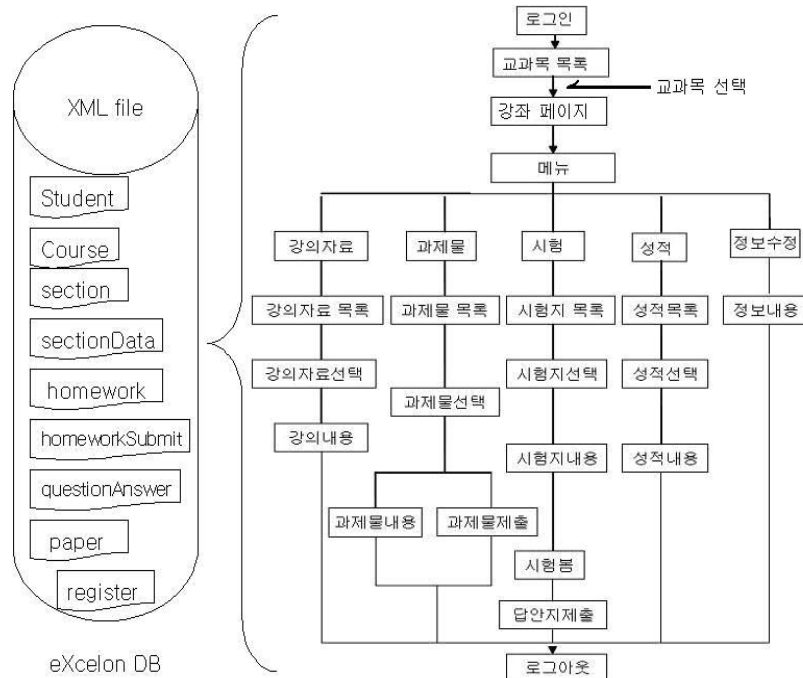 XML file
Student
Course
section
sectionData
homework
homeworkSubmit
questionAnswer
paper
register
eXcelon DB
로그인
교과목 목록
교과목 선택
강좌 페이지
메뉴
강의자료
과제물
시험
성적
정보수정
강의자료 목록
과제물 목록
시험지 목록
성적목록
정보내용
강의자료선택
과제물선택
시험지선택
성적선택
강의내용
시험지내용
성적내용
과제물내용
과제물제출
시험봄
답안지제출
로그아웃